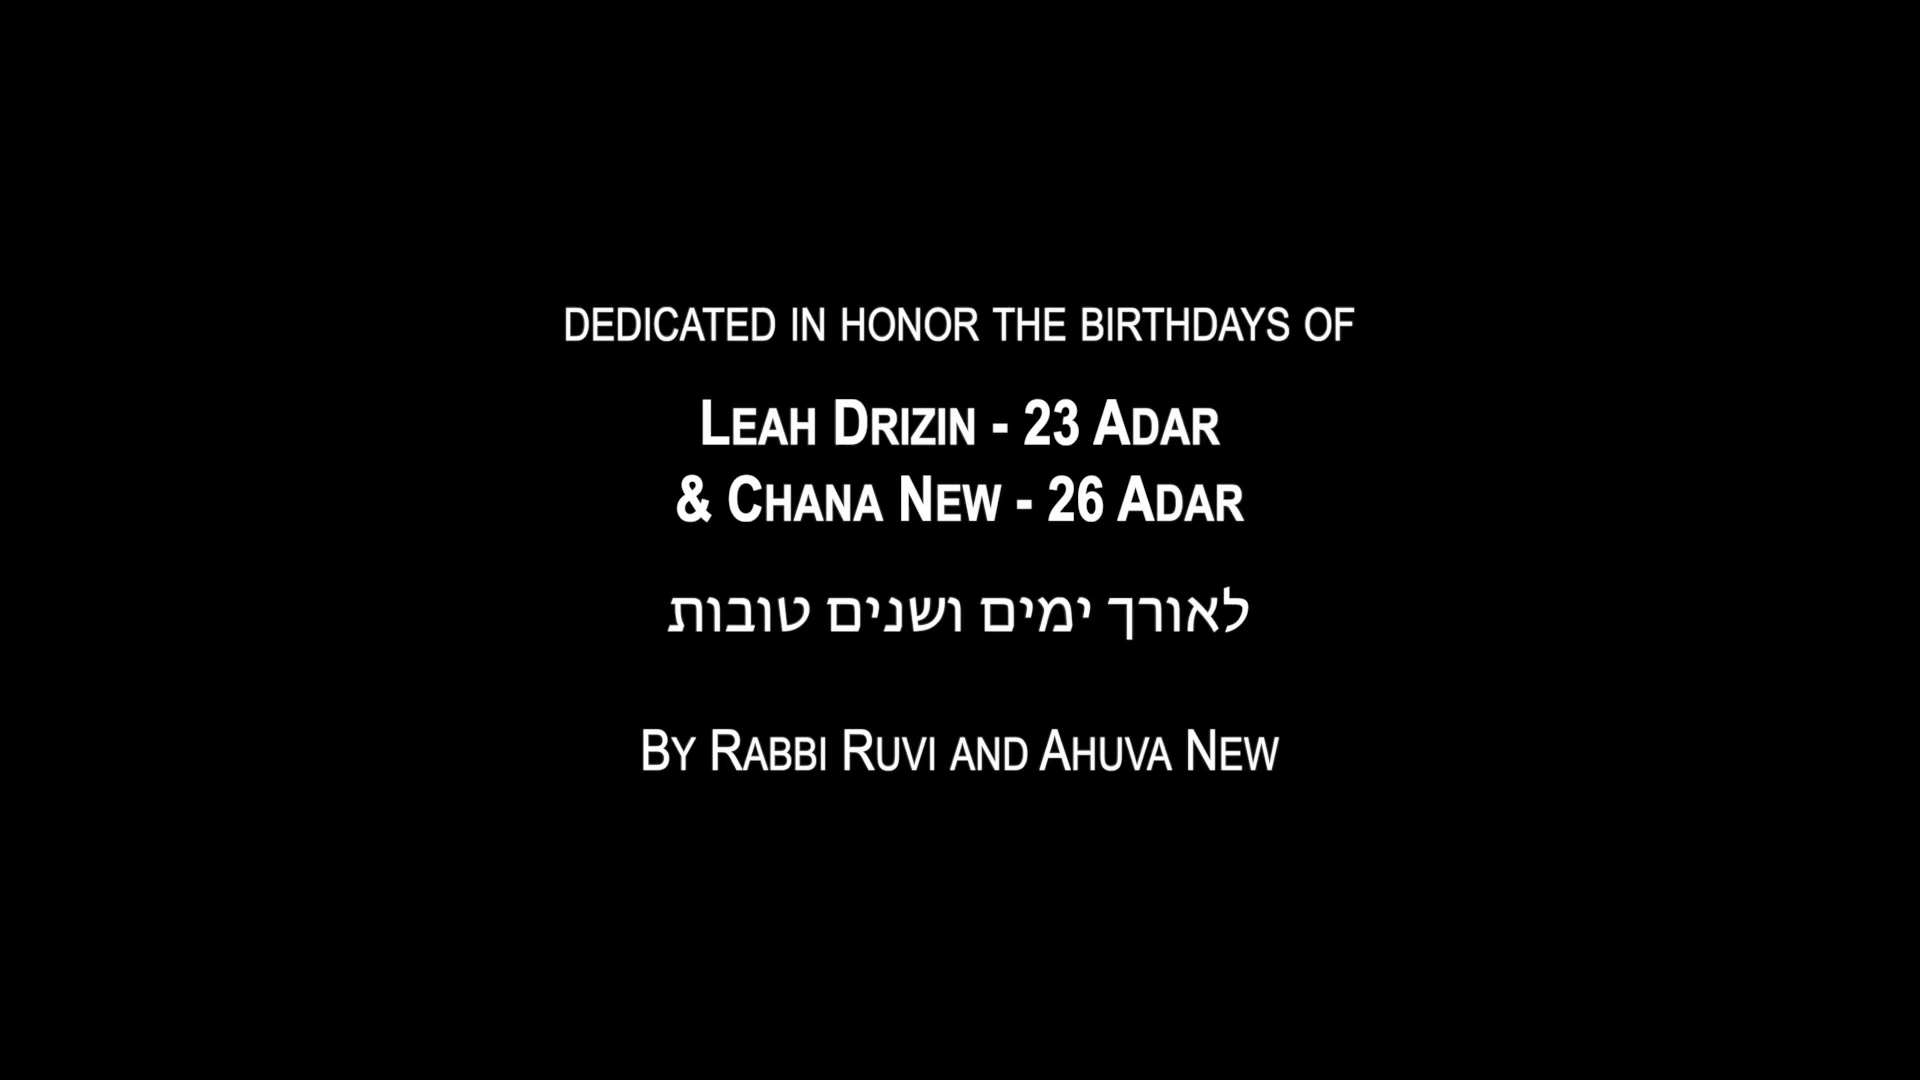 DEDICATED IN HONOR THE BIRTHDAYS OF
LEAH DRIZIN - 23 ADAR
& CHANA NEW - 26 ADAR
לאורך ימים ושנים טובות
BY RABBI RUVI AND AHUVA NEW